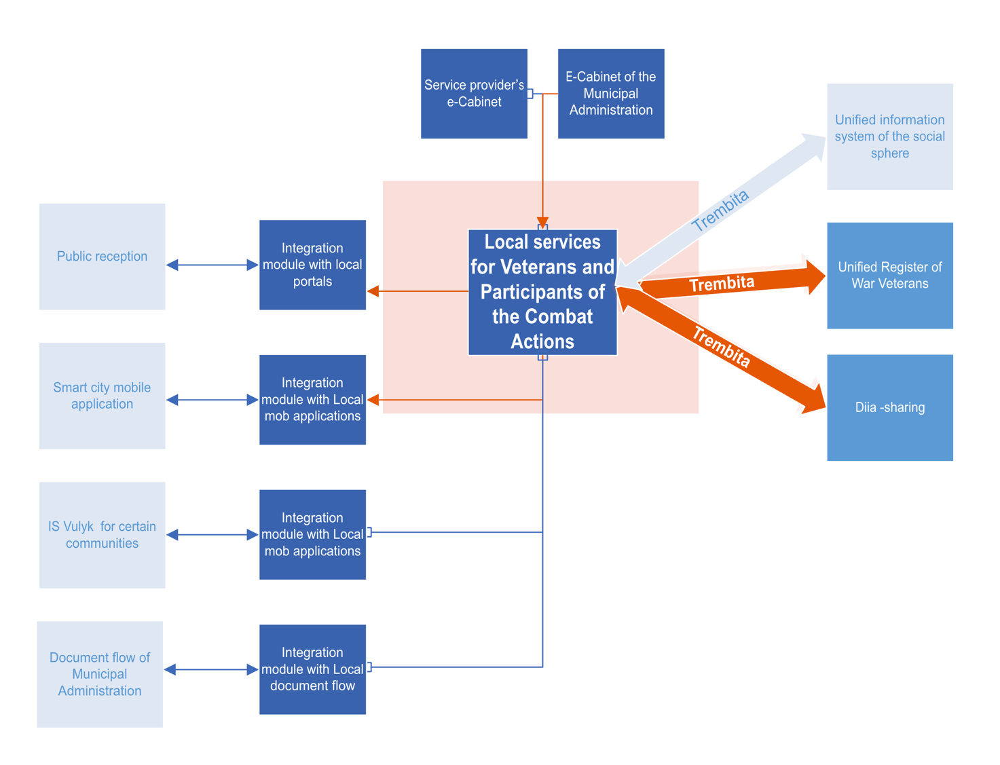 Service provider's
e-Cabinet
E-Cabinet of the
Municipal
Administration
Unified information
system of the social
sphere
Trembita
Public reception
Integration
module with local
portals
Local services
for Veterans and
Participants of
the Combat
Actions
Trembita
Unified Register of
War Veterans
Trembita
Smart city mobile
application
Integration
module with Local
mob applications
Diia -sharing
IS Vulyk  for certain
communities
Integration
module with Local
mob applications
Document flow of
Municipal
Administration
Integration
module with Local
document flow